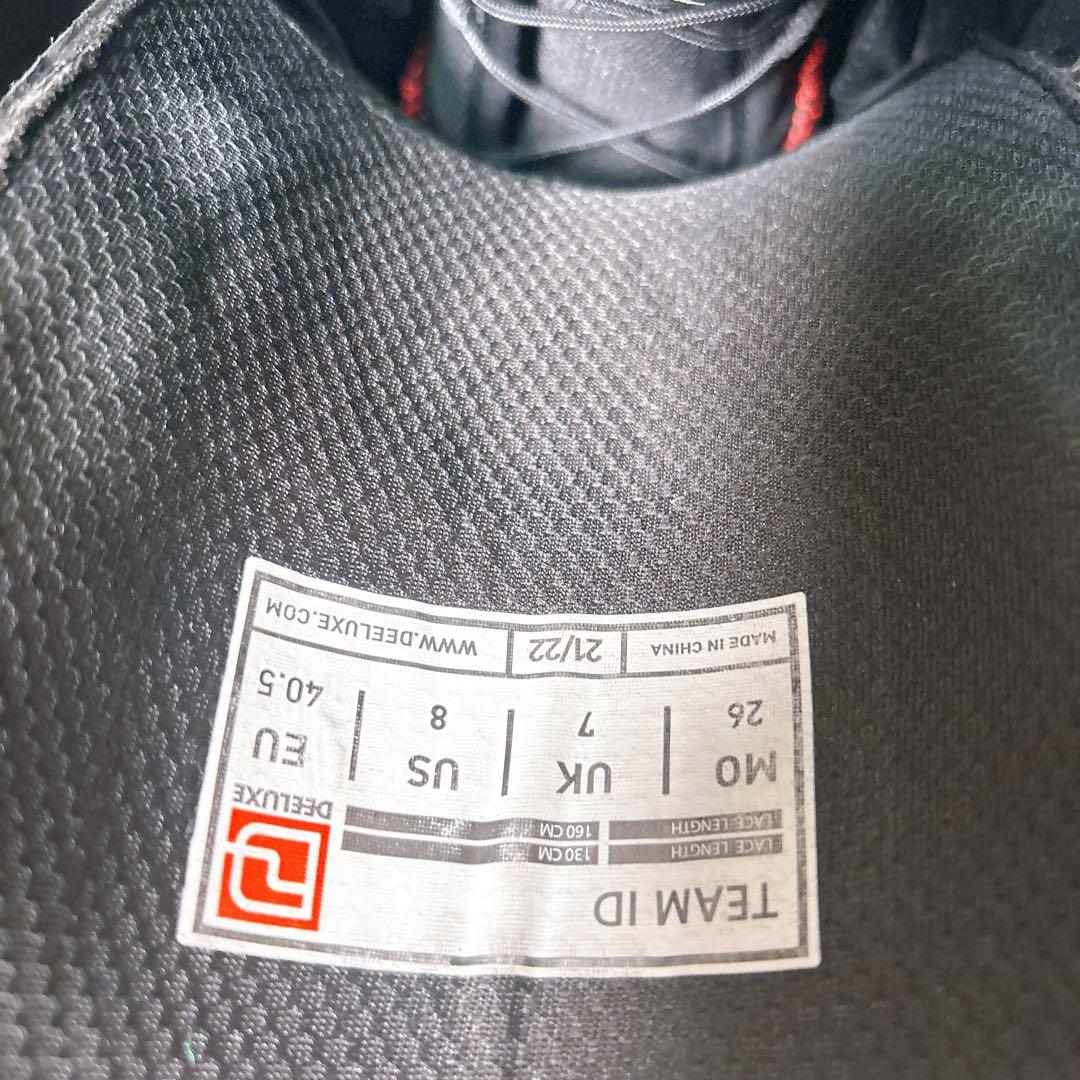 TEAM ID
LACE LENGTH 130 CM
LACE LENGTH 160 CM
DEELUXE
MO UK US EU
26 7 8 40.5
MADE IN CHINA 21/22 WWW.DEELUXE.COM